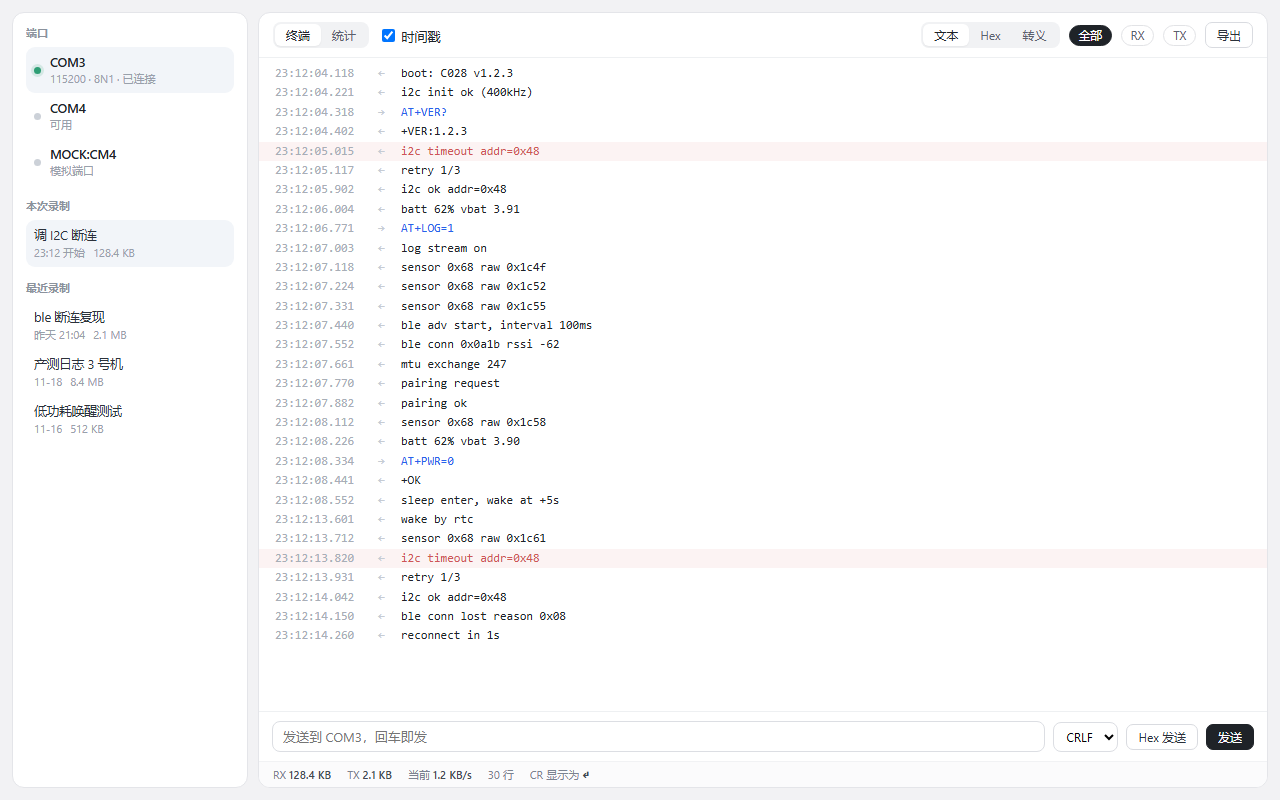 端口
COM3
115200 · 8N1 · 已连接
COM4
可用
MOCK:CM4
模拟端口
本次录制
调 I2C 断连
23:12 开始 128.4 KB
最近录制
ble 断连复现
昨天 21:04 2.1 MB
产测日志 3 号机
11-18 8.4 MB
低功耗唤醒测试
11-16 512 KB
终端 统计 时间戳 文本 Hex 转义 全部 RX TX 导出
23:12:04.118 ← boot: C028 v1.2.3
23:12:04.221 ← i2c init ok (400kHz)
23:12:04.318 → AT+VER?
23:12:04.402 ← +VER:1.2.3
23:12:05.015 ← i2c timeout addr=0x48
23:12:05.117 ← retry 1/3
23:12:05.902 ← i2c ok addr=0x48
23:12:06.004 ← batt 62% vbat 3.91
23:12:06.771 → AT+LOG=1
23:12:07.003 ← log stream on
23:12:07.118 ← sensor 0x68 raw 0x1c4f
23:12:07.224 ← sensor 0x68 raw 0x1c52
23:12:07.331 ← sensor 0x68 raw 0x1c55
23:12:07.440 ← ble adv start, interval 100ms
23:12:07.552 ← ble conn 0x0a1b rssi -62
23:12:07.661 ← mtu exchange 247
23:12:07.770 ← pairing request
23:12:07.882 ← pairing ok
23:12:08.112 ← sensor 0x68 raw 0x1c58
23:12:08.226 ← batt 62% vbat 3.90
23:12:08.334 → AT+PWR=0
23:12:08.441 ← +OK
23:12:08.552 ← sleep enter, wake at +5s
23:12:13.601 ← wake by rtc
23:12:13.712 ← sensor 0x68 raw 0x1c61
23:12:13.820 ← i2c timeout addr=0x48
23:12:13.931 ← retry 1/3
23:12:14.042 ← i2c ok addr=0x48
23:12:14.150 ← ble conn lost reason 0x08
23:12:14.260 ← reconnect in 1s
发送到 COM3，回车即发 CRLF Hex 发送 发送
RX 128.4 KB TX 2.1 KB 当前 1.2 KB/s 30 行 CR 显示为 ↵